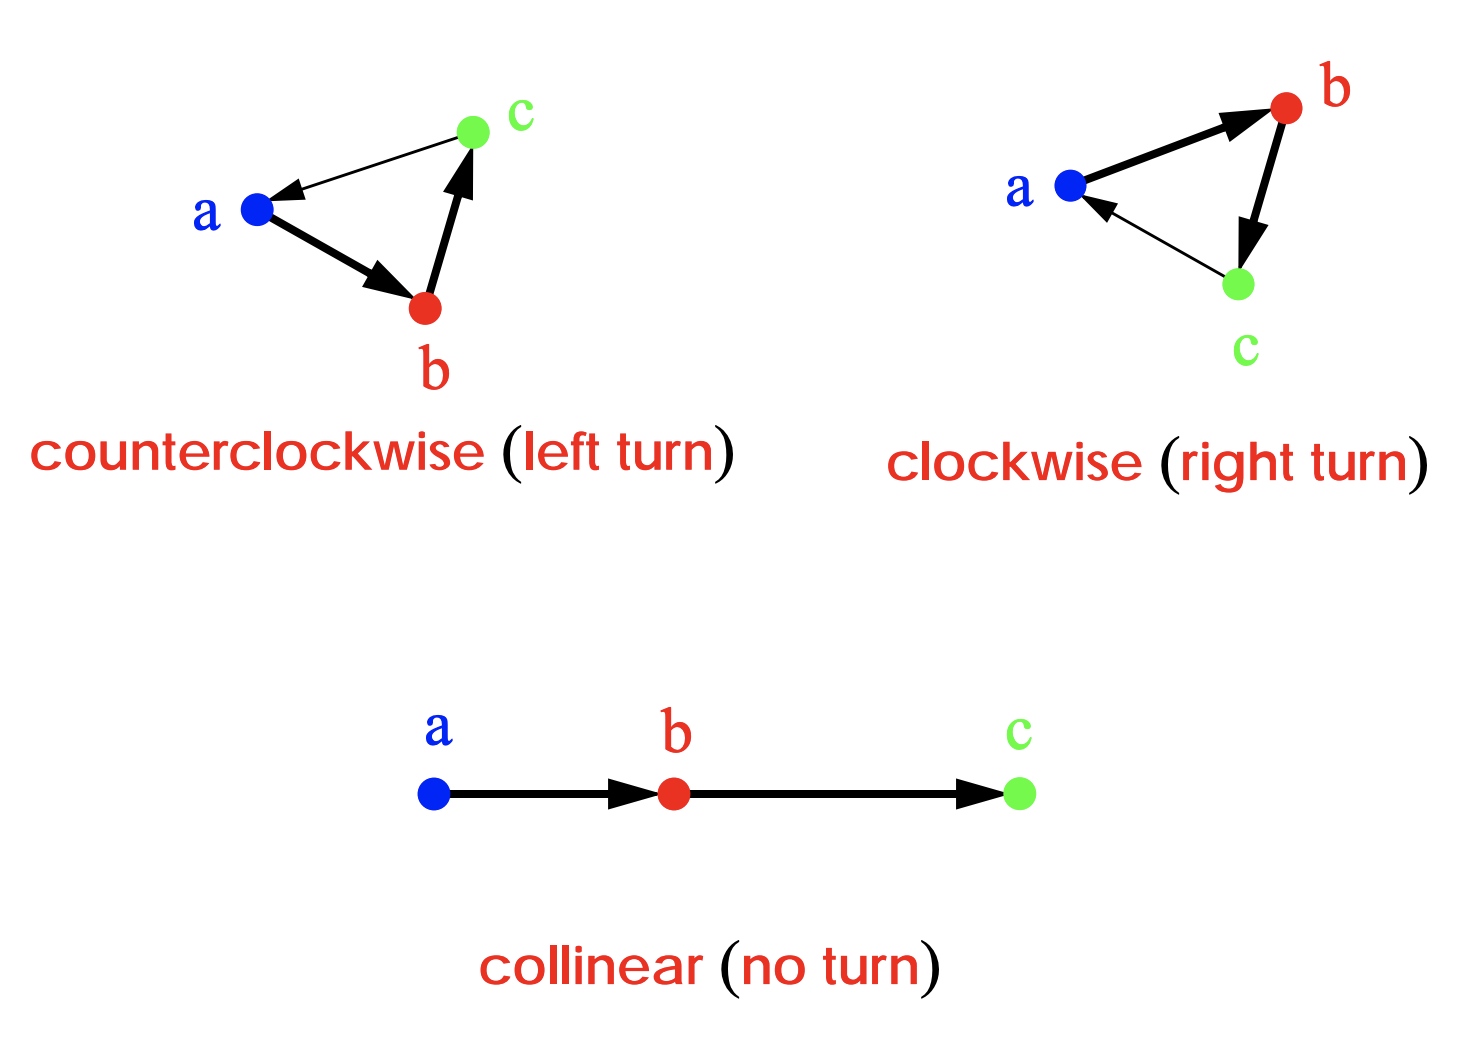 c
a
b
counterclockwise (left turn)
b
a
c
clockwise (right turn)
a b c
collinear (no turn)